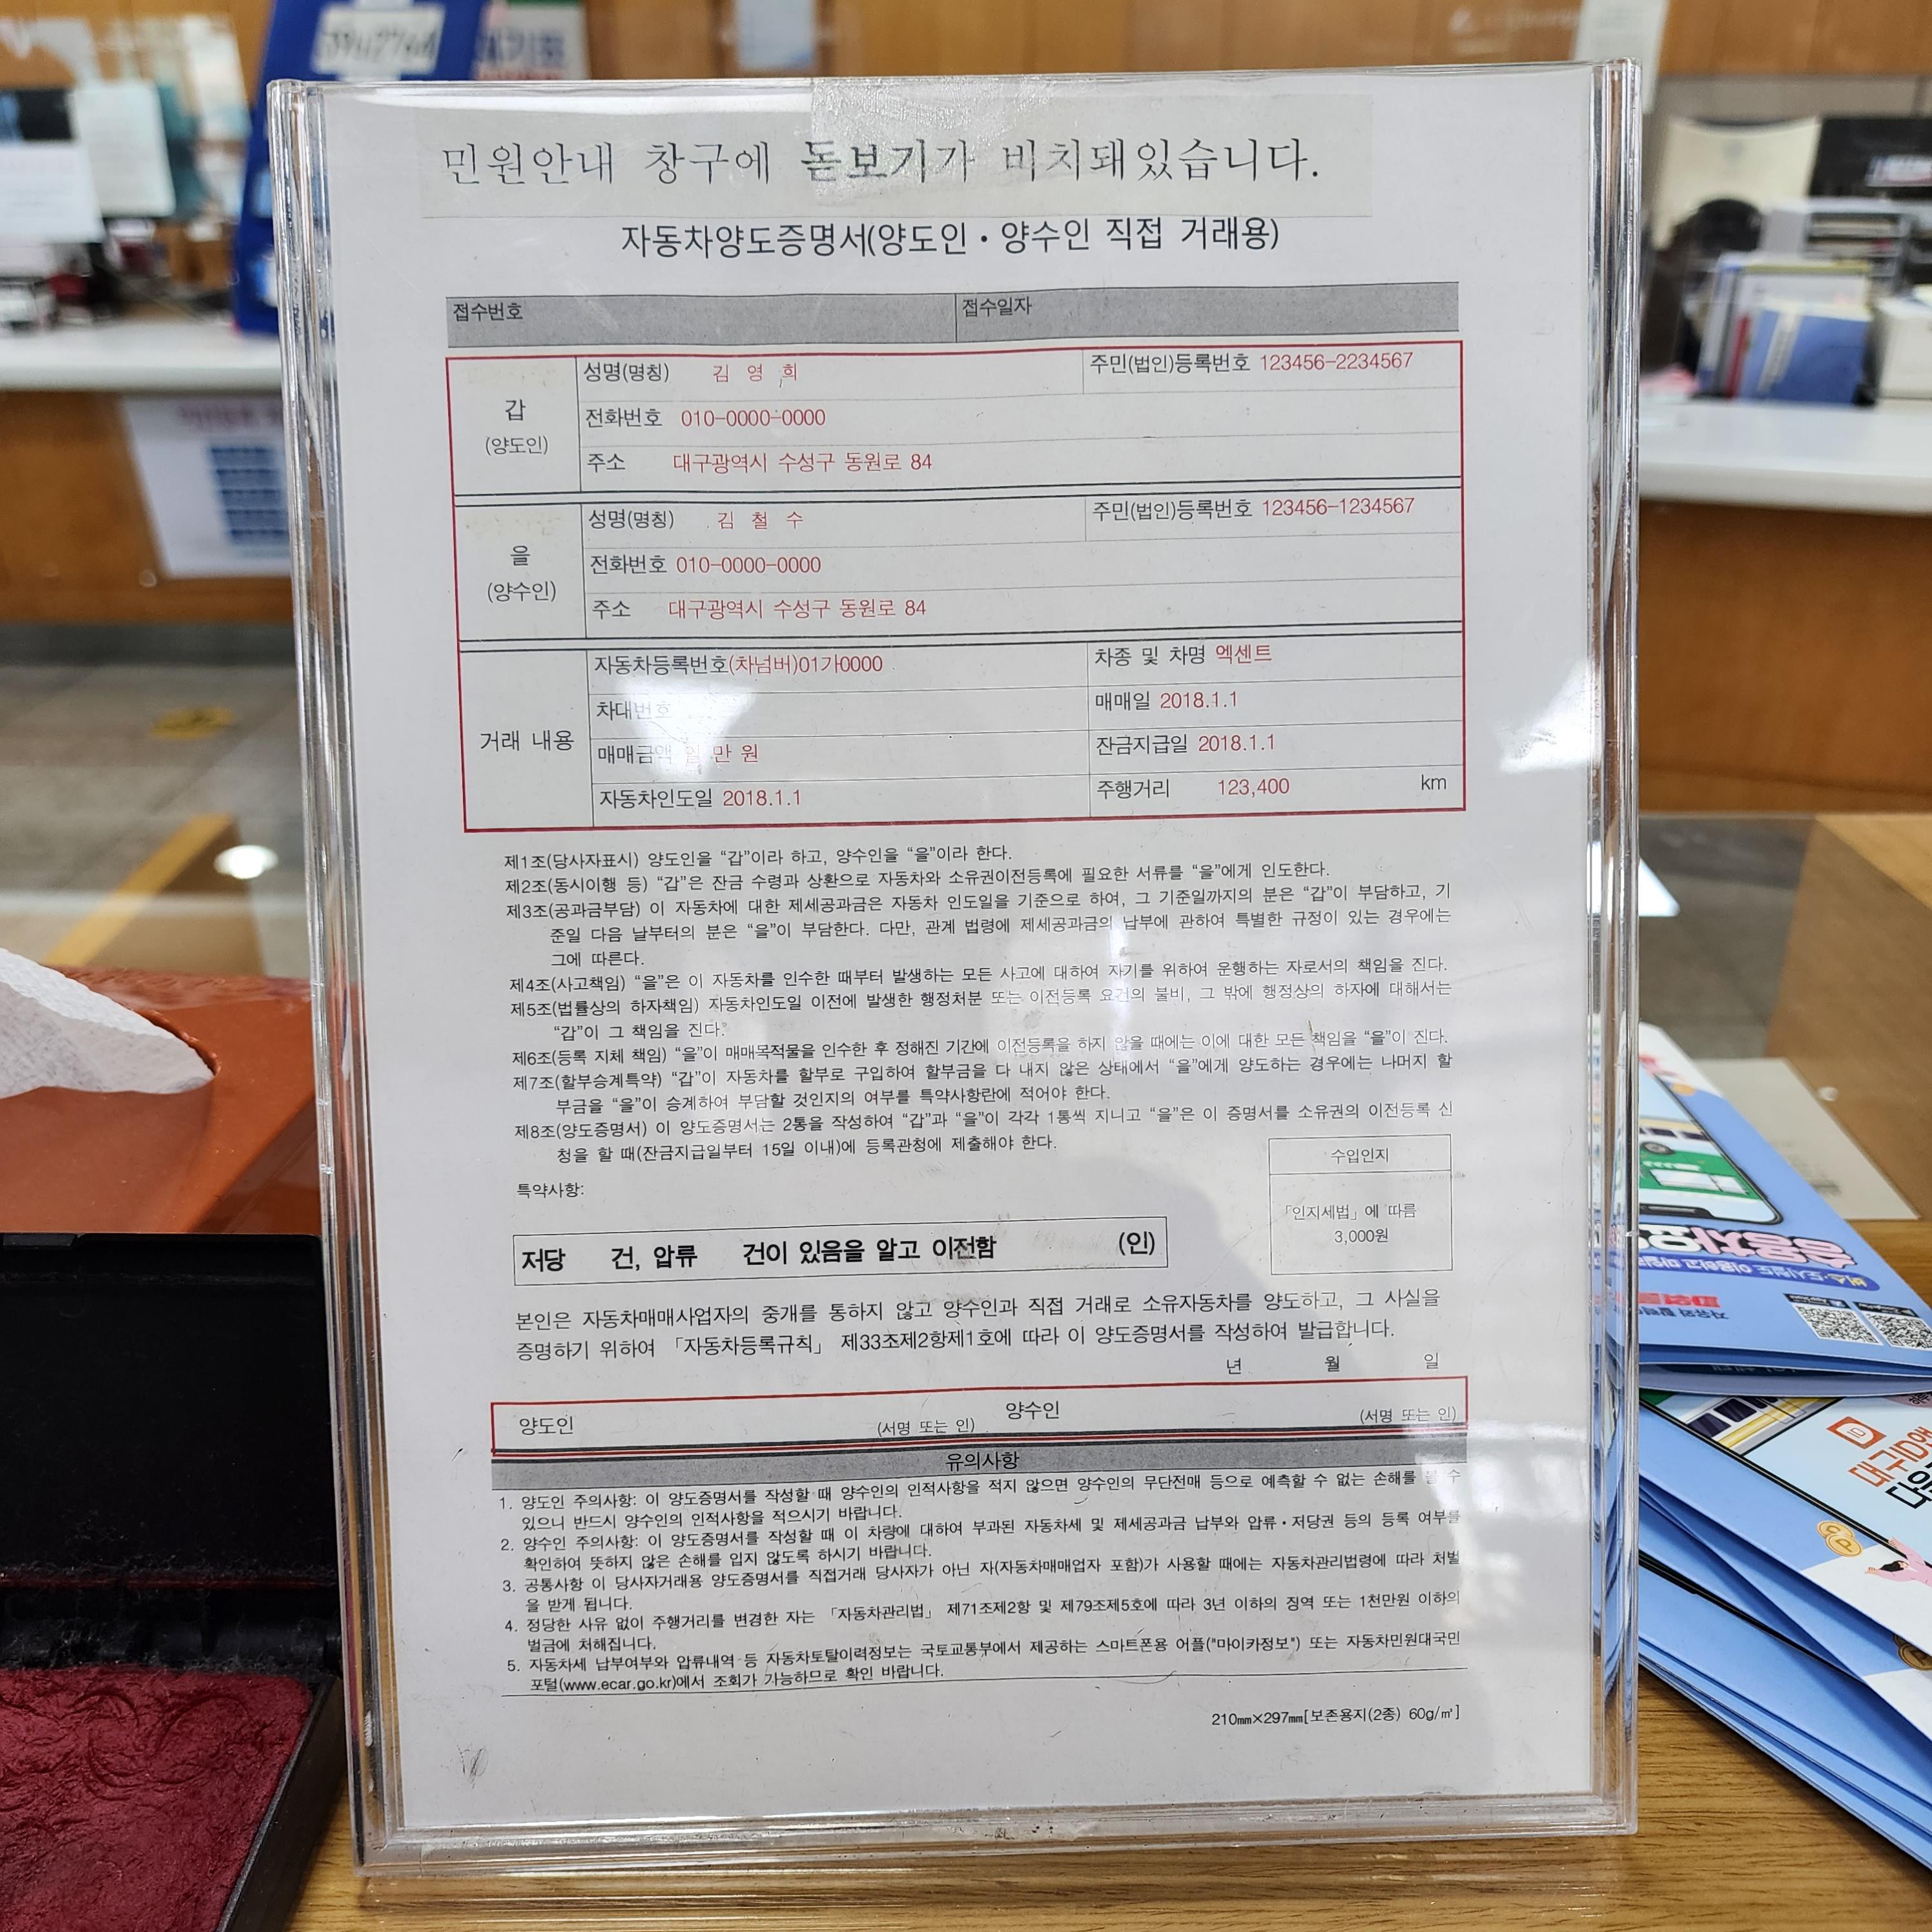 민원안내 창구에 돋보기가 비치돼있습니다.
자동차양도증명서(양도인·양수인 직접 거래용)
접수번호 접수일자
갑
(양도인)
성명(명칭) 김 영 희 주민(법인)등록번호 123456-2234567
전화번호 010-0000-0000
주소 대구광역시 수성구 동원로 84
을
(양수인)
성명(명칭) 김 철 수 주민(법인)등록번호 123456-1234567
전화번호 010-0000-0000
주소 대구광역시 수성구 동원로 84
거래 내용
자동차등록번호(차넘버)01가0000 차종 및 차명 엑센트
차대번호 매매일 2018.1.1
매매금액 만 원 잔금지급일 2018.1.1
자동차인도일 2018.1.1 주행거리 123,400 km
제1조(당사자표시) 양도인을 “갑”이라 하고, 양수인을 “을”이라 한다.
제2조(동시이행 등) “갑”은 잔금 수령과 상환으로 자동차와 소유권이전등록에 필요한 서류를 “을”에게 인도한다.
제3조(공과금부담) 이 자동차에 대한 제세공과금은 자동차 인도일을 기준으로 하여, 그 기준일까지의 분은 “갑”이 부담하고, 기
준일 다음 날부터의 분은 “을”이 부담한다. 다만, 관계 법령에 제세공과금의 납부에 관하여 특별한 규정이 있는 경우에는
그에 따른다.
제4조(사고책임) “을”은 이 자동차를 인수한 때부터 발생하는 모든 사고에 대하여 자기를 위하여 운행하는 자로서의 책임을 진다.
제5조(법률상의 하자책임) 자동차인도일 이전에 발생한 행정처분 또는 이전등록 요건의 불비, 그 밖에 행정상의 하자에 대해서는
“갑”이 그 책임을 진다.
제6조(등록 지체 책임) “을”이 매매목적물을 인수한 후 정해진 기간에 이전등록을 하지 않을 때에는 이에 대한 모든 책임을 “을”이 진다.
제7조(할부승계특약) “갑”이 자동차를 할부로 구입하여 할부금을 다 내지 않은 상태에서 “을”에게 양도하는 경우에는 나머지 할
부금을 “을”이 승계하여 부담할 것인지의 여부를 특약사항란에 적어야 한다.
제8조(양도증명서) 이 양도증명서는 2통을 작성하여 “갑”과 “을”이 각각 1통씩 지니고 “을”은 이 증명서를 소유권의 이전등록 신
청을 할 때(잔금지급일부터 15일 이내)에 등록관청에 제출해야 한다.
특약사항:
수입인지
「인지세법」에 따름
3,000원
저당 건, 압류 건이 있음을 알고 이전함 (인)
본인은 자동차매매사업자의 중개를 통하지 않고 양수인과 직접 거래로 소유자동차를 양도하고, 그 사실을
증명하기 위하여 「자동차등록규칙」 제33조제2항제1호에 따라 이 양도증명서를 작성하여 발급합니다.
년 월 일
양도인 (서명 또는 인) 양수인 (서명 또는 인)
유의사항
1. 양도인 주의사항: 이 양도증명서를 작성할 때 양수인의 인적사항을 적지 않으면 양수인의 무단전매 등으로 예측할 수 없는 손해를 볼 수
있으니 반드시 양수인의 인적사항을 적으시기 바랍니다.
2. 양수인 주의사항: 이 양도증명서를 작성할 때 이 차량에 대하여 부과된 자동차세 및 제세공과금 납부와 압류·저당권 등의 등록 여부를
확인하여 뜻하지 않은 손해를 입지 않도록 하시기 바랍니다.
3. 공통사항 이 당사자거래용 양도증명서를 직접거래 당사자가 아닌 자(자동차매매업자 포함)가 사용할 때에는 자동차관리법령에 따라 처벌
을 받게 됩니다.
4. 정당한 사유 없이 주행거리를 변경한 자는 「자동차관리법」 제71조제2항 및 제79조제5호에 따라 3년 이하의 징역 또는 1천만원 이하의
벌금에 처해집니다.
5. 자동차세 납부여부와 압류내역 등 자동차토탈이력정보는 국토교통부에서 제공하는 스마트폰용 어플("마이카정보") 또는 자동차민원대국민
포털(www.ecar.go.kr)에서 조회가 가능하므로 확인 바랍니다.
210㎜×297㎜[보존용지(2종) 60g/㎡]